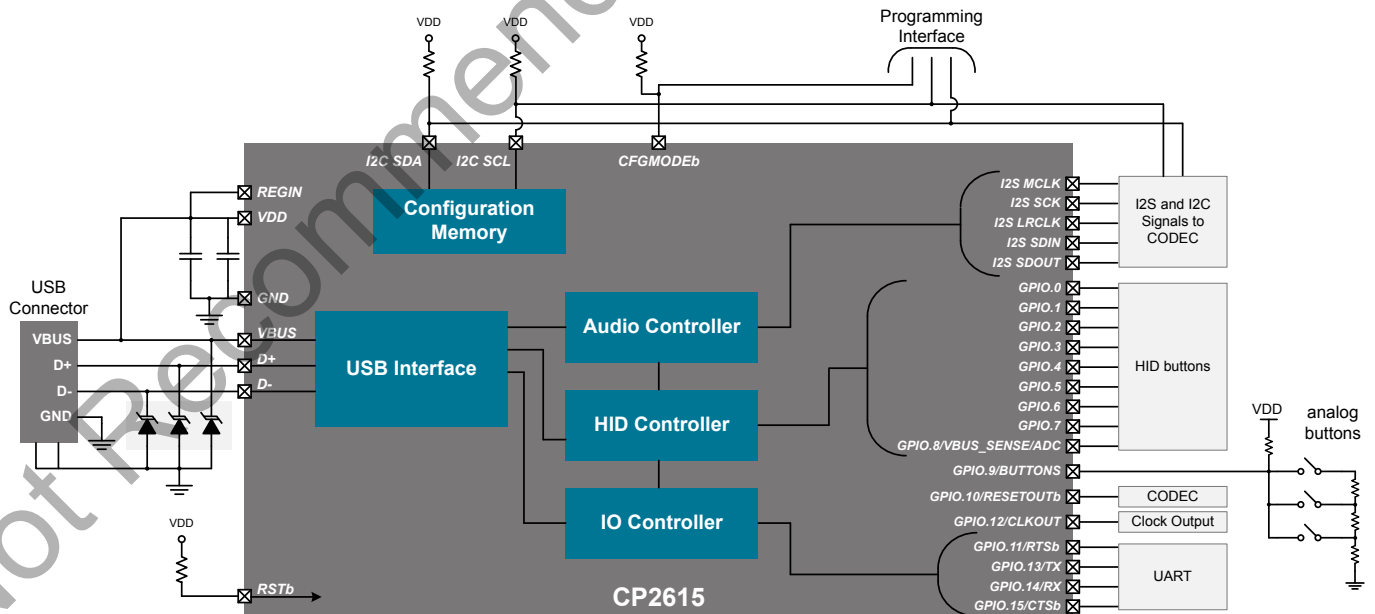 Programming
Interface
VDD
VDD
VDD
I2C SDA
I2C SCL
CFGMODEb
REGIN
VDD
GND
VBUS
D+
D-
RSTb
USB
Connector
VBUS
D+
D-
GND
VDD
Configuration
Memory
USB Interface
Audio Controller
HID Controller
IO Controller
CP2615
I2S MCLK
I2S SCK
I2S LRCLK
I2S SDIN
I2S SDOUT
GPIO.0
GPIO.1
GPIO.2
GPIO.3
GPIO.4
GPIO.5
GPIO.6
GPIO.7
GPIO.8/VBUS_SENSE/ADC
GPIO.9/BUTTONS
GPIO.10/RESETOUTb
GPIO.12/CLKOUT
GPIO.11/RTSb
GPIO.13/TX
GPIO.14/RX
GPIO.15/CTSb
I2S and I2C
Signals to
CODEC
HID buttons
CODEC
Clock Output
UART
VDD
analog
buttons
Not Recommen